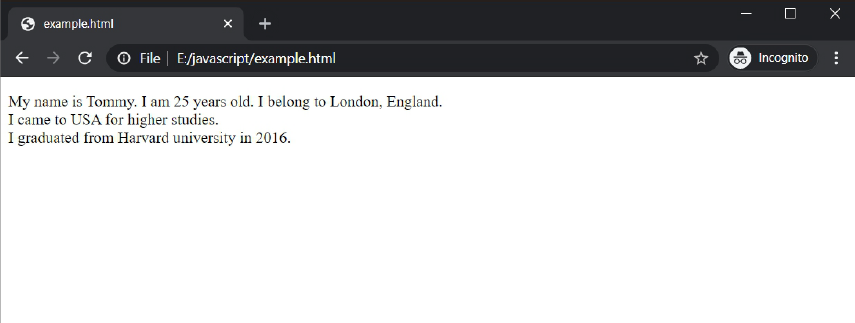 example.html
File E:/javascript/example.html Incognito
My name is Tommy. I am 25 years old. I belong to London, England.
I came to USA for higher studies.
I graduated from Harvard university in 2016.